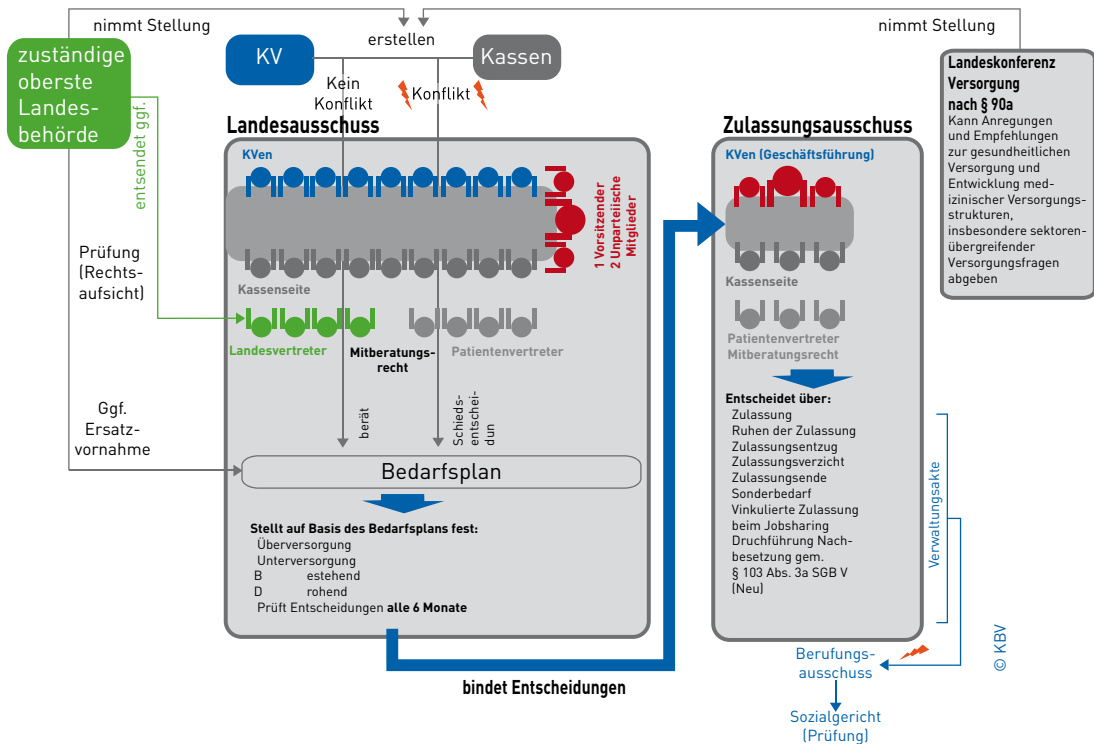 nimmt Stellung
nimmt Stellung
zuständige
oberste
Landes-
behörde
KV
erstellen
Kassen
Kein
Konflikt
Konflikt
entsendet ggf.
Landesausschuss
KVen
1 Vorsitzender
2 Unparteiische
Mitglieder
Kassenseite
Prüfung
(Rechts-
aufsicht)
Landesvertreter
Mitberatungs-
recht
Patientenvertreter
Ggf.
Ersatz-
vornahme
berät
Schieds-
entschei-
dun
Bedarfsplan
Stellt auf Basis des Bedarfsplans fest:
Überversorgung
Unterversorgung
B estehend
D rohend
Prüft Entscheidungen alle 6 Monate
bindet Entscheidungen
Zulassungsausschuss
KVen (Geschäftsführung)
Kassenseite
Patientenvertreter
Mitberatungsrecht
Entscheidet über:
Zulassung
Ruhen der Zulassung
Zulassungsentzug
Zulassungsverzicht
Zulassungsende
Sonderbedarf
Vinkulierte Zulassung
beim Jobsharing
Druchführung Nach-
besetzung gem.
§ 103 Abs. 3a SGB V
(Neu)
Verwaltungsakte
Berufungs-
ausschuss
Sozialgericht
(Prüfung)
Landeskonferenz
Versorgung
nach § 90a
Kann Anregungen
und Empfehlungen
zur gesundheitlichen
Versorgung und
Entwicklung med-
izinischer Versorgungs-
strukturen,
insbesondere sektoren-
übergreifender
Versorgungsfragen
abgeben
© KBV